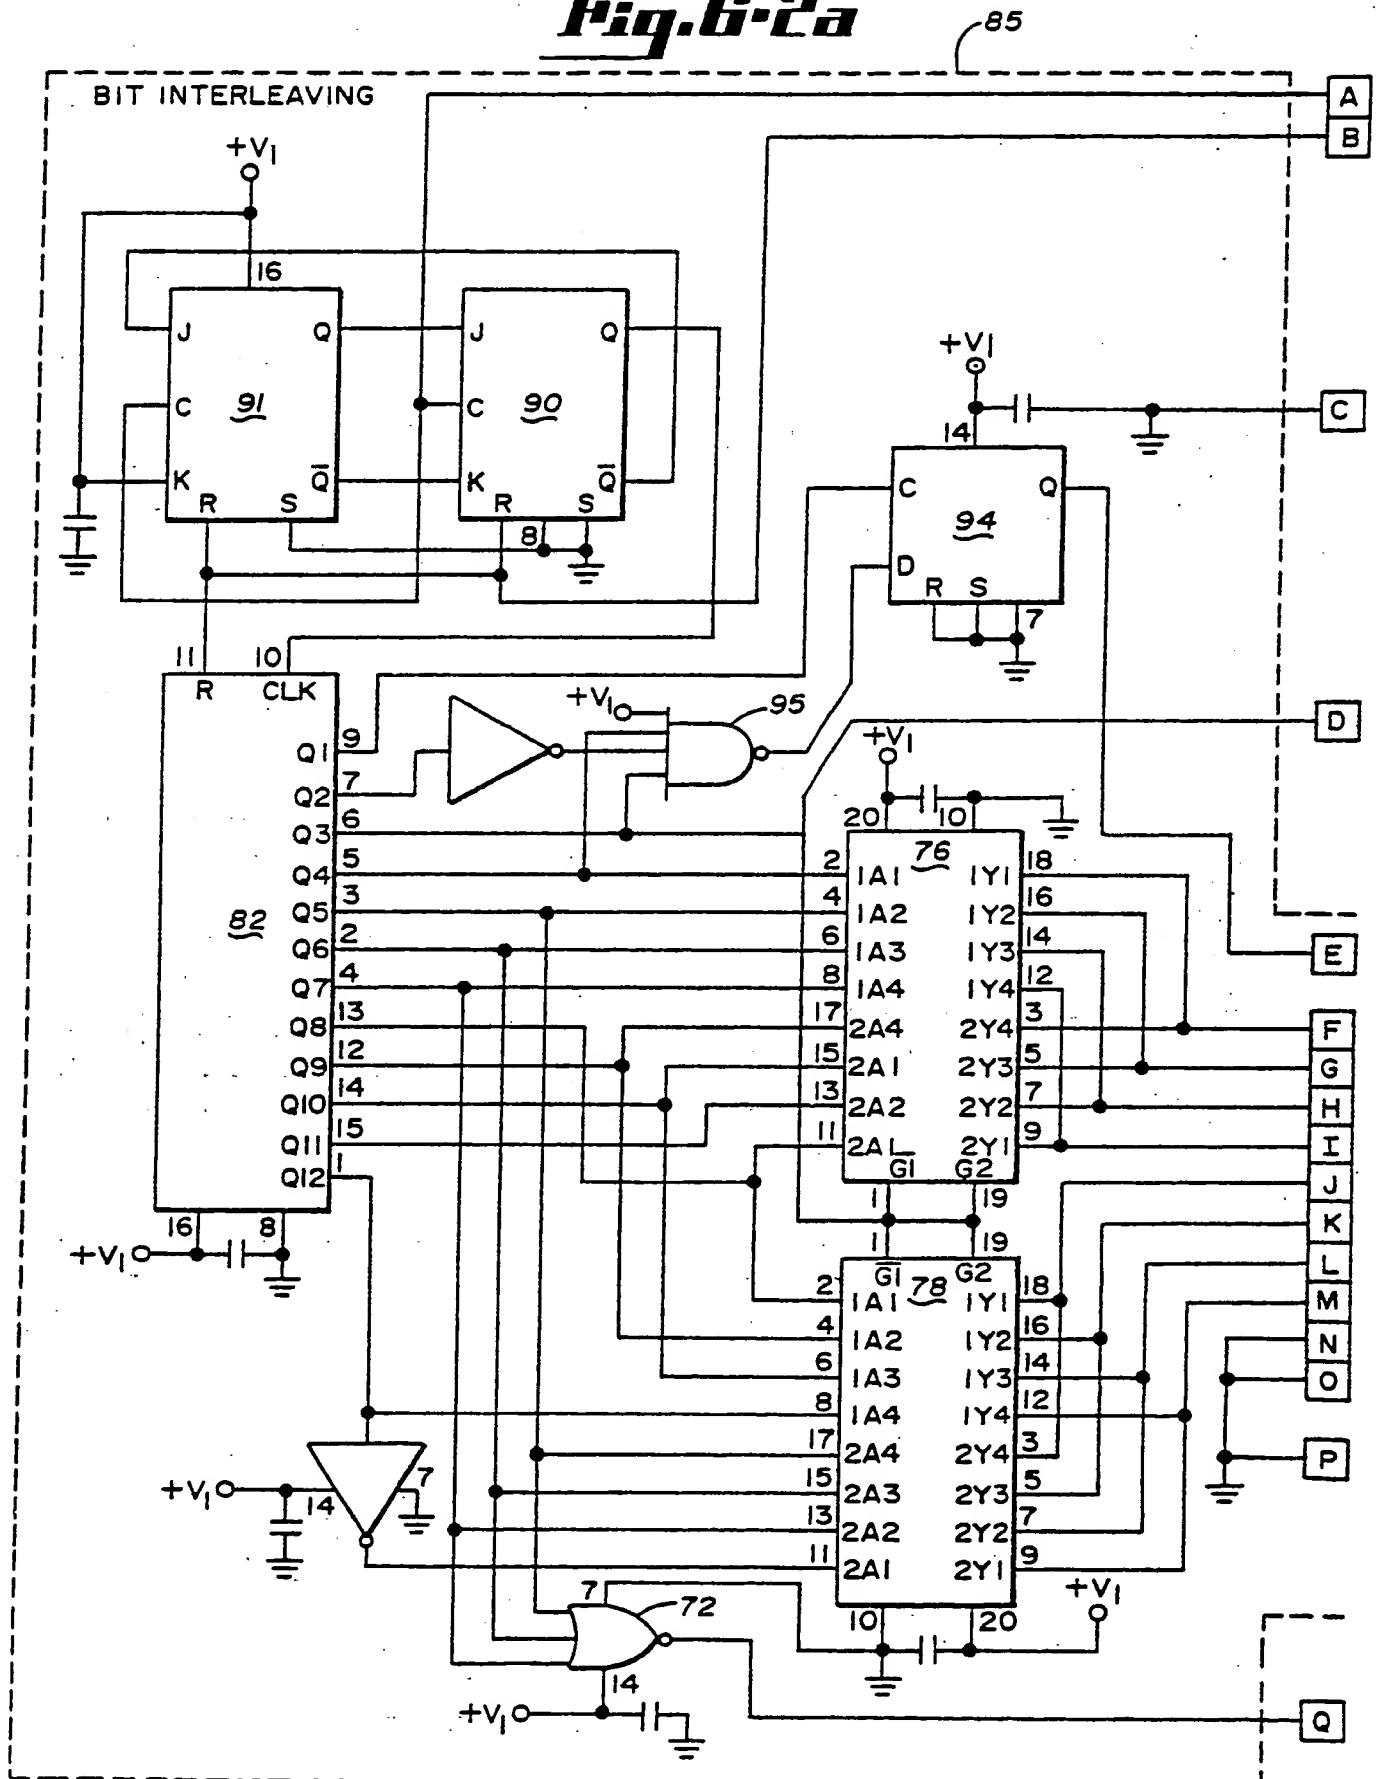 Fig.6-2a
85
BIT INTERLEAVING
A
B
+V1
16
J Q J Q
+V1
C 91 C 90
C
14
K Q̅ K Q̅
R S R 8 S
C Q
94
D
R S
7
11 10
R CLK
+V1 95
D
+V1
Q1 9
Q2 7
20 10
Q3 6
76
Q4 5 2 1A1 1Y1 18
Q5 3 4 1A2 1Y2 16
82
Q6 2 6 1A3 1Y3 14
E
Q7 4 8 1A4 1Y4 12
Q8 13 17 2A4 2Y4 3 F
Q9 12 15 2A1 2Y3 5 G
Q10 14 13 2A2 2Y2 7 H
Q11 15 11 2A1 2Y1 9 I
G̅1 G2
Q12 1
J
1 19
16 8
K
+V1
1 19
G̅1 G2
L
78
2 1A1 1Y1 18 M
4 1A2 1Y2 16 N
6 1A3 1Y3 14 O
8 1A4 1Y4 12
17 2A4 2Y4 3 P
+V1 14 7
15 2A3 2Y3 5
13 2A2 2Y2 7
11 2A1 2Y1 9
7 72
+V1
10 20
14
+V1
Q